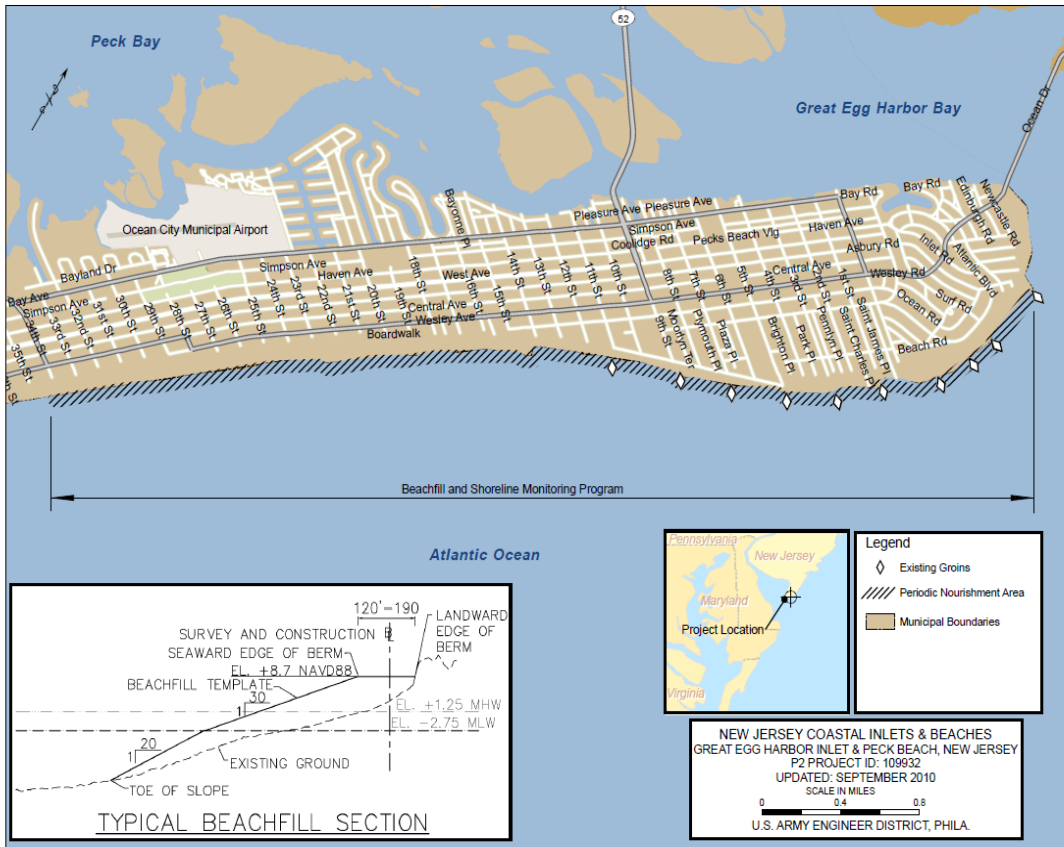 52
Peck Bay
Great Egg Harbor Bay
Ocean Dr
Ocean City Municipal Airport
Bayonne Pl
Pleasure Ave
Pleasure Ave
Bay Rd
Bay Rd
Edinburgh Rd
Newcastle Rd
Simpson Ave
Coolidge Rd
Pecks Beach Vlg
Haven Ave
Asbury Rd
Inlet Rd
Atlantic Blvd
Bayland Dr
Simpson Ave
Haven Ave
West Ave
Central Ave
Wesley Rd
Surf Rd
Ocean Rd
Beach Rd
Bay Ave
Simpson Ave
Central Ave
Wesley Ave
Boardwalk
35th St
34th St
33rd St
32nd St
31st St
30th St
29th St
28th St
27th St
26th St
25th St
24th St
23rd St
22nd St
21st St
20th St
19th St
18th St
16th St
15th St
14th St
13th St
12th St
11th St
10th St
9th St
8th St
7th St
6th St
5th St
4th St
3rd St
2nd St
1st St
Moorlyn Ter
Plymouth Pl
Plaza Pl
Brighton Pl
Park Pl
Pennlyn Pl
Saint Charles Pl
Saint James Pl
Beachfill and Shoreline Monitoring Program
Atlantic Ocean
Pennsylvania
New Jersey
Maryland
Project Location
Virginia
Legend
Existing Groins
Periodic Nourishment Area
Municipal Boundaries
120'-190
SURVEY AND CONSTRUCTION
LANDWARD
EDGE OF
BERM
SEAWARD EDGE OF BERM
EL. +8.7 NAVD88
BEACHFILL TEMPLATE
30
1
EL. +1.25 MHW
EL. -2.75 MLW
20
1
EXISTING GROUND
TOE OF SLOPE
TYPICAL BEACHFILL SECTION
NEW JERSEY COASTAL INLETS & BEACHES
GREAT EGG HARBOR INLET & PECK BEACH, NEW JERSEY
P2 PROJECT ID: 109932
UPDATED: SEPTEMBER 2010
SCALE IN MILES
0 0.4 0.8
U.S. ARMY ENGINEER DISTRICT, PHILA.